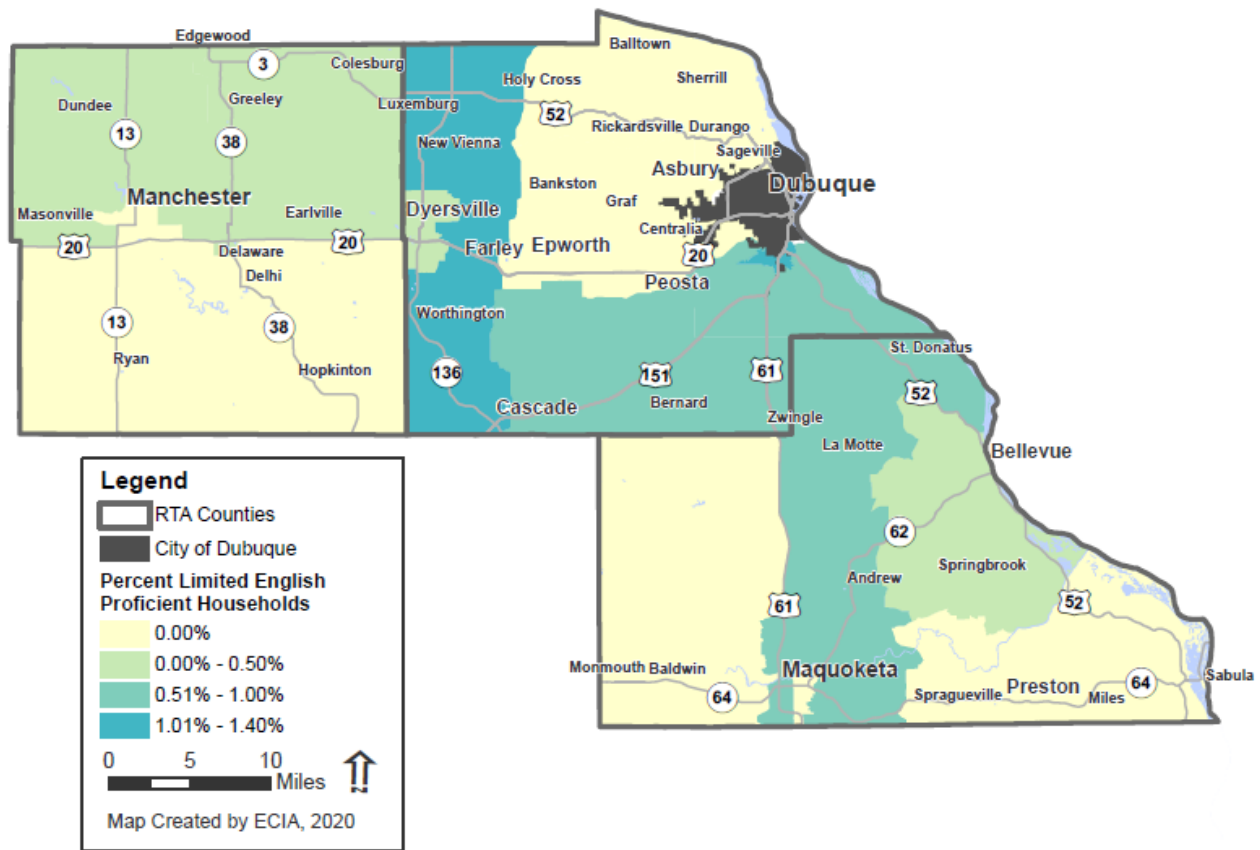 Edgewood
Balltown
3
Colesburg
Holy Cross
Sherrill
Dundee
Greeley
Luxemburg
52
13
38
New Vienna
Rickardsville
Durango
Sageville
Asbury
Manchester
Bankston
Dubuque
Masonville
Earlville
Dyersville
Graf
Centralia
20
20
Delaware
Farley
Epworth
20
Delhi
Peosta
13
38
Worthington
Ryan
Hopkinton
136
151
61
St. Donatus
52
Cascade
Bernard
Zwingle
La Motte
Bellevue
62
Andrew
Springbrook
61
52
Monmouth
Baldwin
Maquoketa
64
Spragueville
Preston
Miles
64
Sabula
Legend
RTA Counties
City of Dubuque
Percent Limited English
Proficient Households
0.00%
0.00% - 0.50%
0.51% - 1.00%
1.01% - 1.40%
0 5 10
Miles
Map Created by ECIA, 2020